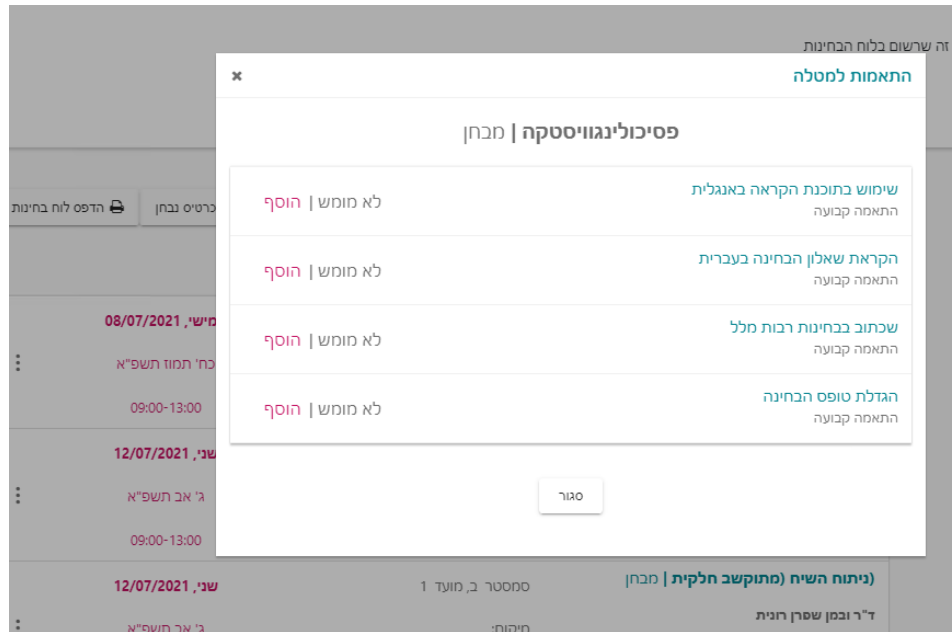 זה שרשום בלוח הבחינות
התאמות למטלה
פסיכולינגוויסטקה | מבחן
שימוש בתוכנת הקראה באנגלית
התאמה קבועה
לא מומש | הוסף
הקראת שאלון הבחינה בעברית
התאמה קבועה
לא מומש | הוסף
שכתוב בבחינות רבות מלל
התאמה קבועה
לא מומש | הוסף
הגדלת טופס הבחינה
התאמה קבועה
לא מומש | הוסף
סגור
כרטיס נבחן
הדפס לוח בחינות
מישי, 08/07/2021
כח' תמוז תשפ"א
09:00-13:00
שני, 12/07/2021
ג' אב תשפ"א
09:00-13:00
(ניתוח השיח (מתוקשב חלקית | מבחן
ד"ר ובמן שפרן רונית
סמסטר ב, מועד 1
מיקום:
שני, 12/07/2021
ג' אב תשפ"א